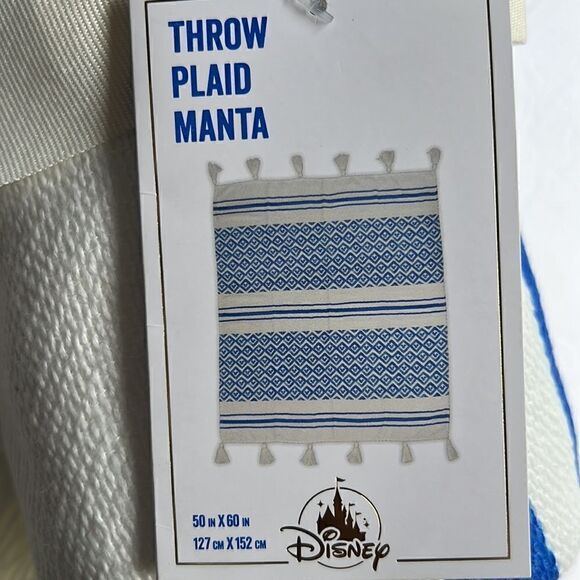 THROW
PLAID
MANTA
50 IN X 60 IN
127 CM X 152 CM
Disney